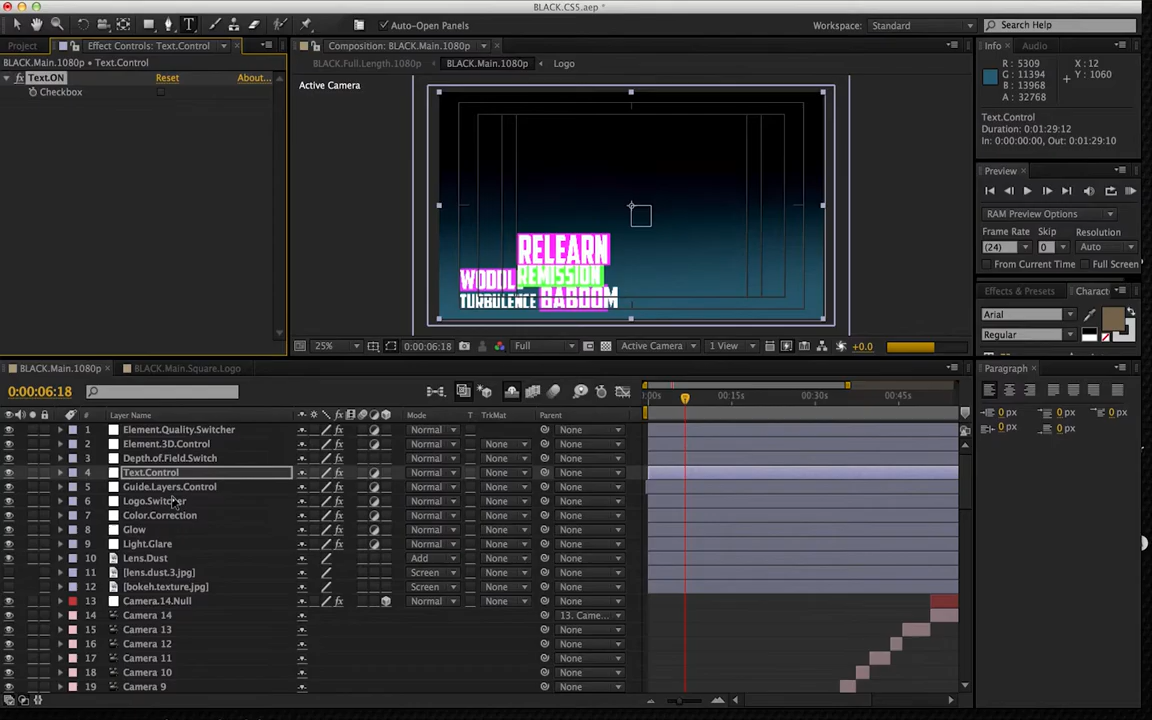 BLACK.CS5.aep *
T
Auto-Open Panels
Workspace: Standard
Search Help
Project
Effect Controls: Text.Control
Composition: BLACK.Main.1080p
Info
Audio
BLACK.Main.1080p • Text.Control
BLACK.Full.Length.1080p
BLACK.Main.1080p
Logo
fx Text.ON
Reset
About...
Checkbox
Active Camera
R : 5309
G : 11394
B : 13968
A : 32768
X : 12
Y : 1060
Text.Control
Duration: 0:01:29:12
In: 0:00:00:00, Out: 0:01:29:10
Preview
RAM Preview Options
Frame Rate
Skip
Resolution
(24)
0
Auto
From Current Time
Full Screen
Effects & Presets
Charact
Arial
Regular
RELEARN
REMISSION
TURBULENCE
25%
0:00:06:18
Full
Active Camera
1 View
+0.0
BLACK.Main.1080p
BLACK.Main.Square.Logo
Paragraph
0:00:06:18
:00s
00:15s
00:30s
00:45s
0 px
0 px
0 px
0 px
0 px
#
Layer Name
Mode
T
TrkMat
Parent
1
Element.Quality.Switcher
Normal
None
2
Element.3D.Control
Normal
None
None
3
Depth.of.Field.Switch
Normal
None
None
4
Text.Control
Normal
None
None
5
Guide.Layers.Control
Normal
None
None
6
Normal
None
None
7
Color.Correction
Normal
None
None
8
Glow
Normal
None
None
9
Light.Glare
Normal
None
None
10
Lens.Dust
Add
None
None
11
[lens.dust.3.jpg]
Screen
None
None
12
[bokeh.texture.jpg]
Screen
None
None
13
Camera.14.Null
Normal
None
None
14
Camera 14
13. Came...
15
Camera 13
None
16
Camera 12
None
17
Camera 11
None
18
Camera 10
None
19
Camera 9
None